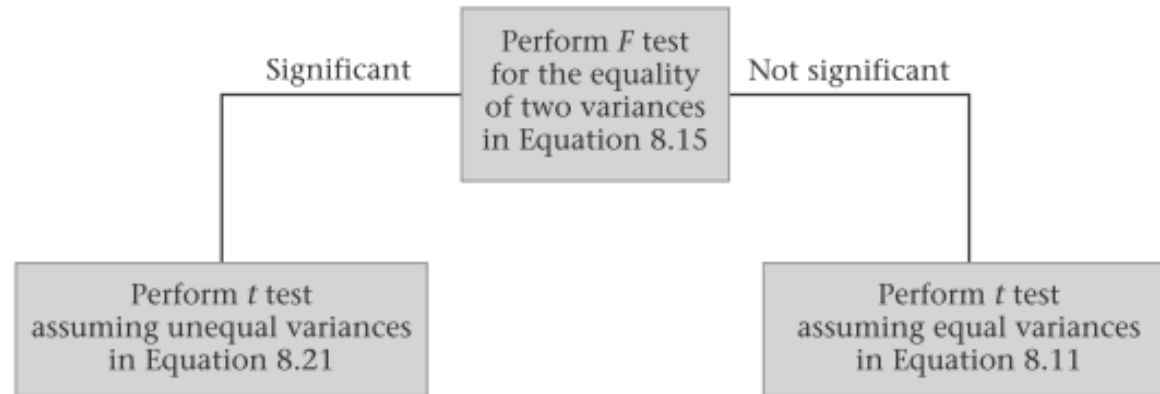 Perform F test
for the equality
of two variances
in Equation 8.15
Significant
Not significant
Perform t test
assuming unequal variances
in Equation 8.21
Perform t test
assuming equal variances
in Equation 8.11